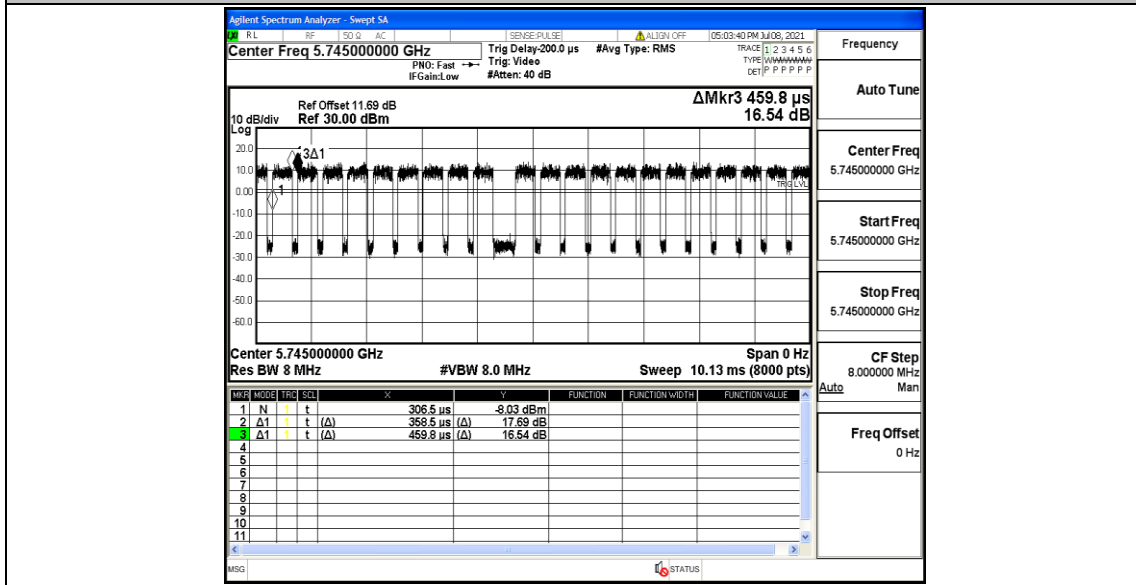 Agilent Spectrum Analyzer - Swept SA
RL RF 50 Ω AC SENSE:PULSE ALIGN OFF 05:03:40 PM Jul 08, 2021
Center Freq 5.745000000 GHz
PNO: Fast
IFGain:Low
Trig Delay-200.0 µs
Trig: Video
#Atten: 40 dB
#Avg Type: RMS
TRACE 1 2 3 4 5 6
TYPE
DET P P P P P P
Ref Offset 11.69 dB
10 dB/div Ref 30.00 dBm
Log
ΔMkr3 459.8 µs
16.54 dB
20.0
10.0
0.00
-10.0
-20.0
-30.0
-40.0
-50.0
-60.0
3Δ1
1
TRIG LVL
Center 5.745000000 GHz Span 0 Hz
Res BW 8 MHz #VBW 8.0 MHz Sweep 10.13 ms (8000 pts)
MKR MODE TRC SCL X Y FUNCTION FUNCTION WIDTH FUNCTION VALUE
1 N 1 t 306.5 µs -8.03 dBm
2 Δ1 1 t (Δ) 358.5 µs (Δ) 17.69 dB
3 Δ1 1 t (Δ) 459.8 µs (Δ) 16.54 dB
4
5
6
7
8
9
10
11
MSG STATUS
Frequency
Auto Tune
Center Freq
5.745000000 GHz
Start Freq
5.745000000 GHz
Stop Freq
5.745000000 GHz
CF Step
8.000000 MHz
Auto Man
Freq Offset
0 Hz